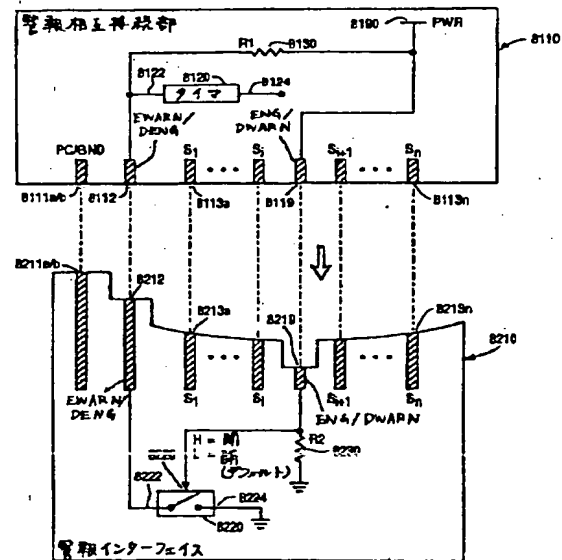 警報相互接続部
8190
PWR
R1
8130
8110
8122
8120
8124
タイマ
EWARN/
DENG
ENG/
DWARN
PC/GND
S1
Si
Si+1
Sn
8111a/b
8112
8113a
8119
8113n
8211a/b
8212
8213a
8219
8213n
8210
EWARN/
DENG
S1
Si
Si+1
Sn
ENG/DWARN
H = 開
L = 閉
(デフォルト)
R2
8230
8222
8224
8220
警報インターフェイス